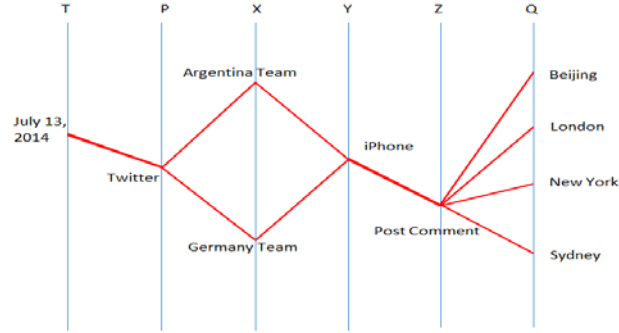 T P X Y Z Q
Argentina Team
Beijing
July 13,
2014
London
iPhone
Twitter
New York
Post Comment
Germany Team
Sydney